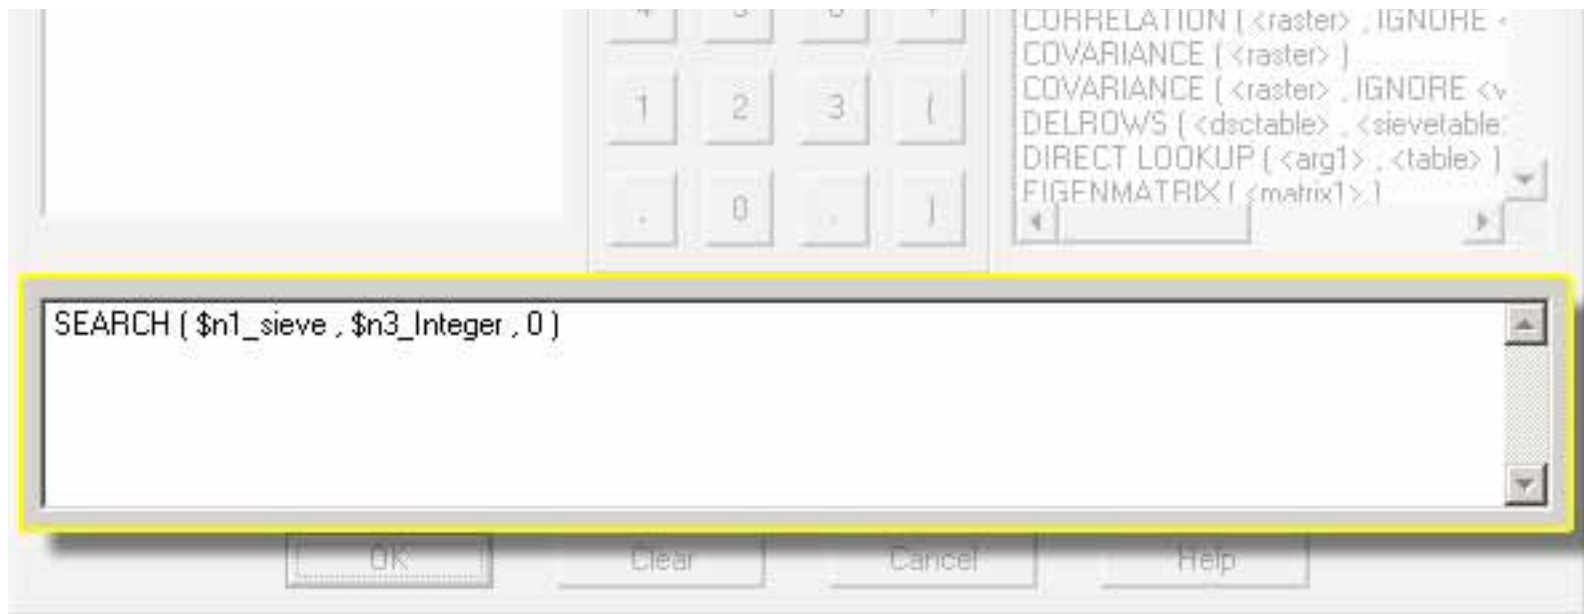 CORRELATION ( <raster> , IGNORE <
COVARIANCE ( <raster> )
COVARIANCE ( <raster> , IGNORE <v
DELROWS ( <dsctable> , <sievetable
DIRECT LOOKUP ( <arg1> , <table> )
EIGENMATRIX ( <matrix1> )
1 2 3 (
0 )
SEARCH ( $n1_sieve , $n3_Integer , 0 )
OK Clear Cancel Help